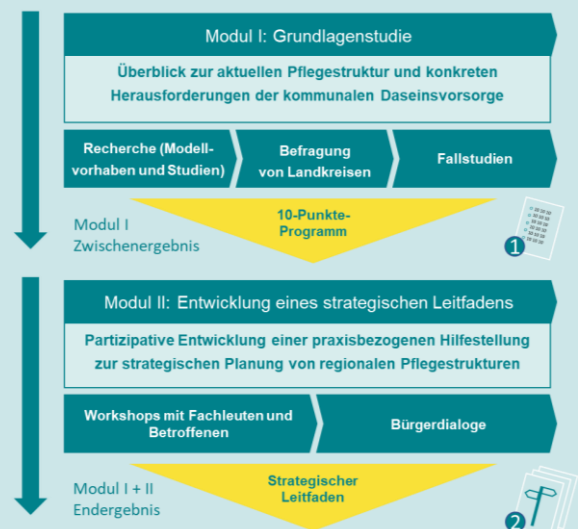 Modul I: Grundlagenstudie
Überblick zur aktuellen Pflegestruktur und konkreten
Herausforderungen der kommunalen Daseinsvorsorge
Recherche (Modell-
vorhaben und Studien)
Befragung
von Landkreisen
Fallstudien
10-Punkte-
Programm
Modul I
Zwischenergebnis
1
Modul II: Entwicklung eines strategischen Leitfadens
Partizipative Entwicklung einer praxisbezogenen Hilfestellung
zur strategischen Planung von regionalen Pflegestrukturen
Workshops mit Fachleuten und
Betroffenen
Bürgerdialoge
Strategischer
Leitfaden
Modul I + II
Endergebnis
2